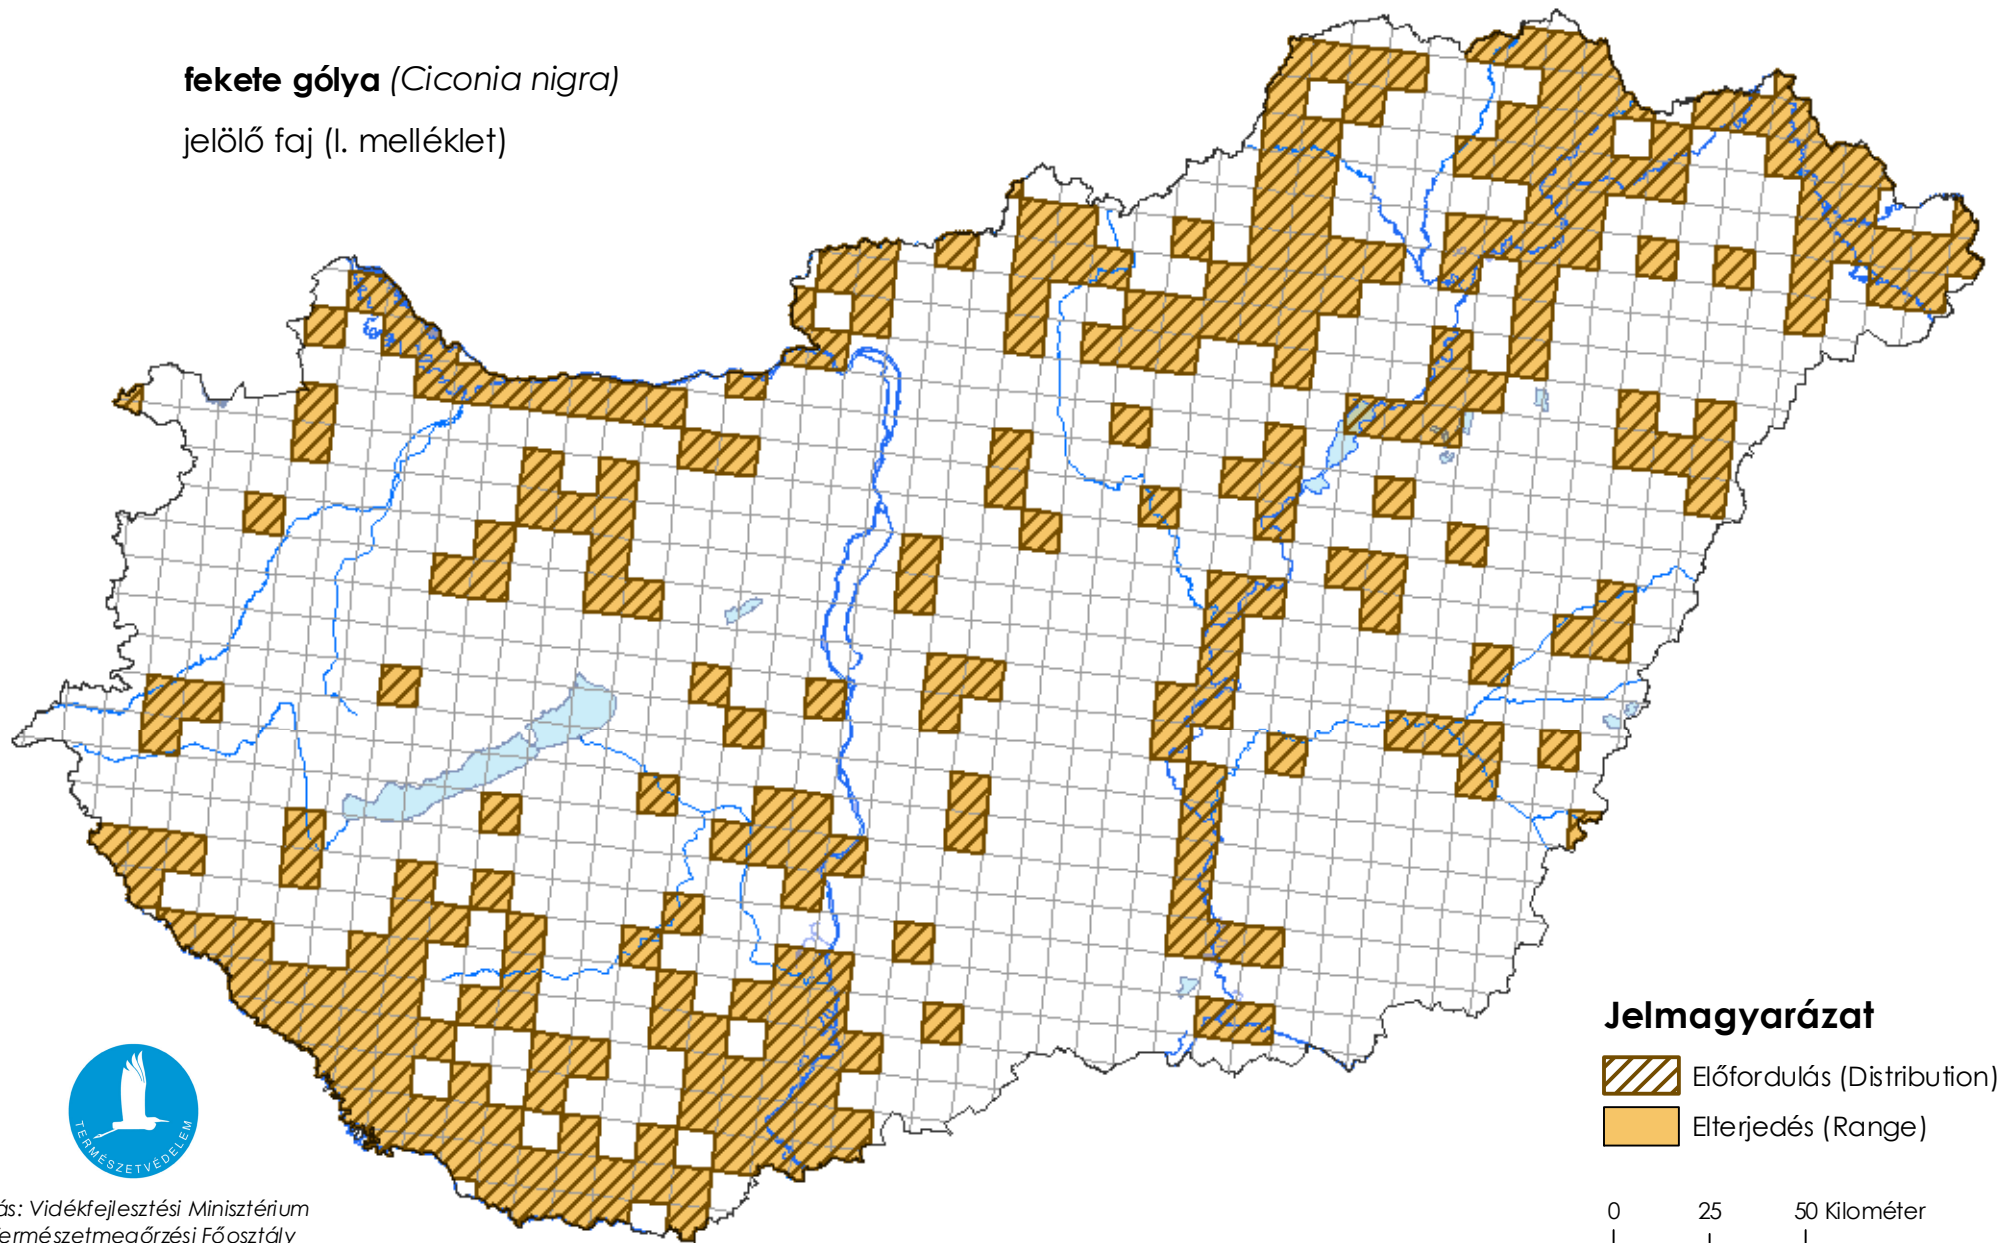 fekete gólya (Ciconia nigra)
jelölő faj (I. melléklet)
Jelmagyarázat
Előfordulás (Distribution)
Elterjedés (Range)
0 25 50 Kilométer
TERMÉSZETVÉDELEM
ás: Vidékfejlesztési Minisztérium
ermészetmegőrzési Főosztály